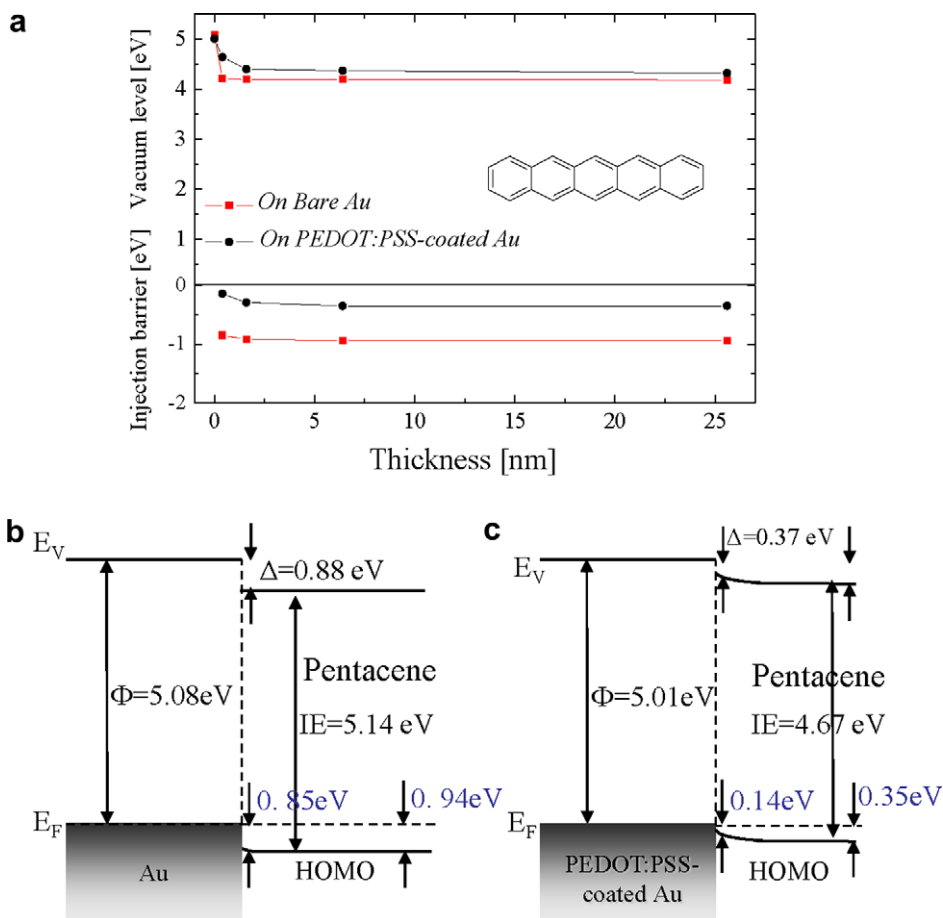 a
Vacuum level [eV]
Injection barrier [eV]
5
4
3
2
1
0
-1
-2
On Bare Au
On PEDOT:PSS-coated Au
0
5
10
15
20
25
Thickness [nm]
b
E_V
Δ=0.88 eV
Φ=5.08eV
Pentacene
IE=5.14 eV
0. 85eV
0. 94eV
E_F
Au
HOMO
c
Δ=0.37 eV
E_V
Φ=5.01eV
Pentacene
IE=4.67 eV
0.14eV
0.35eV
E_F
PEDOT:PSS-
coated Au
HOMO